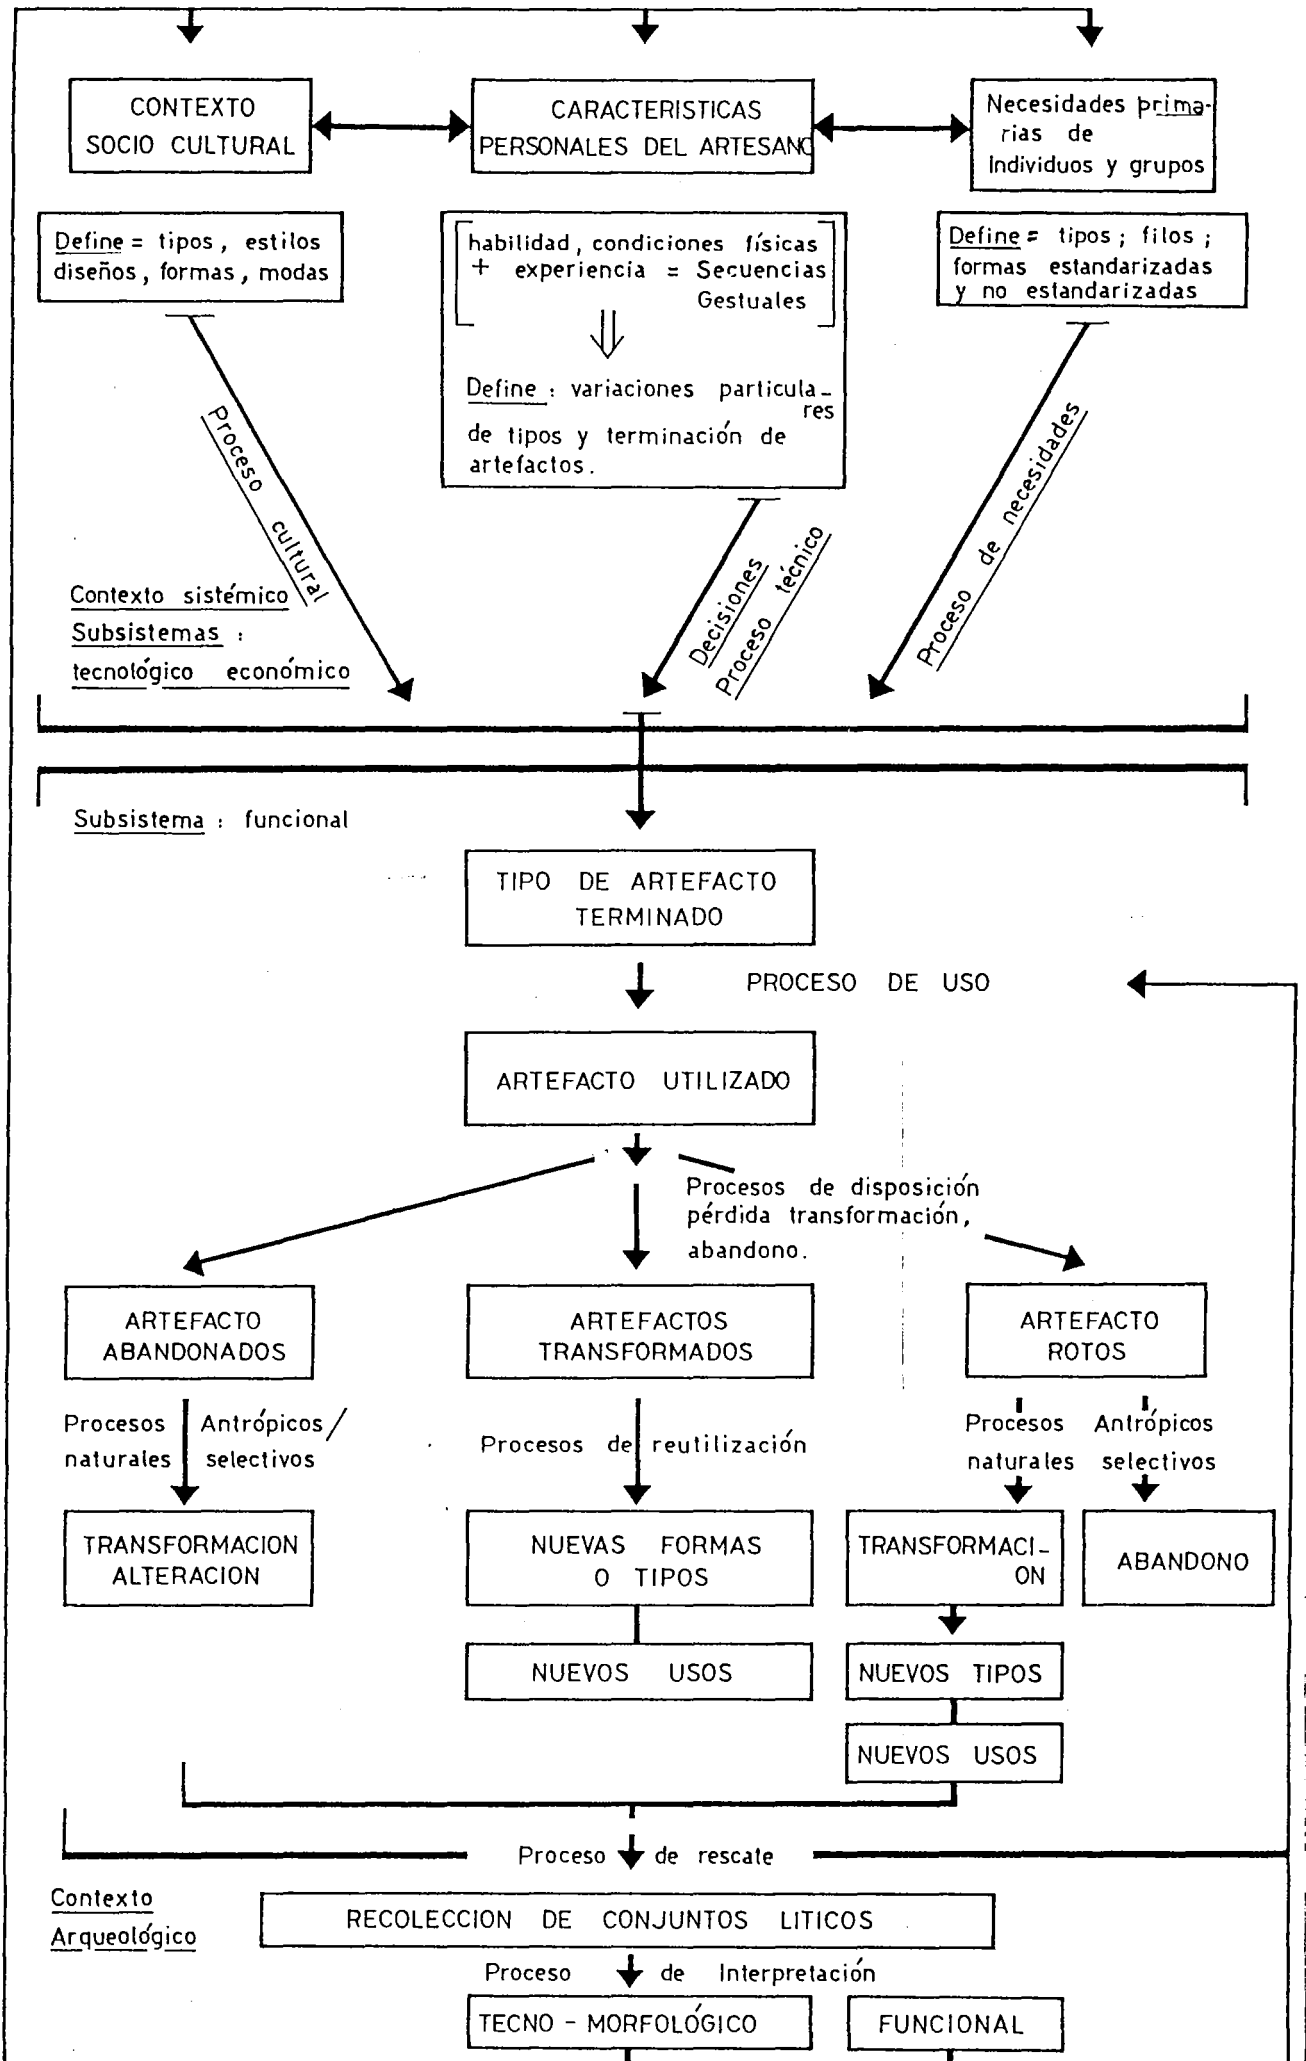 CONTEXTO
SOCIO CULTURAL
CARACTERISTICAS
PERSONALES DEL ARTESANO
Necesidades prima-
rias de
Individuos y grupos
Define = tipos, estilos
diseños, formas, modas
habilidad, condiciones físicas
+ experiencia = Secuencias
Gestuales
Define: variaciones particula-
res
de tipos y terminación de
artefactos.
Define = tipos; filos;
formas estandarizadas
y no estandarizadas
Proceso cultural
Decisiones
Proceso técnico
Proceso de necesidades
Contexto sistémico
Subsistemas :
tecnológico económico
Subsistema : funcional
TIPO DE ARTEFACTO
TERMINADO
PROCESO DE USO
ARTEFACTO UTILIZADO
Procesos de disposición
pérdida transformación,
abandono.
ARTEFACTO
ABANDONADOS
ARTEFACTOS
TRANSFORMADOS
ARTEFACTO
ROTOS
Procesos Antrópicos/
naturales selectivos
Procesos de reutilización
Procesos Antrópicos
naturales selectivos
TRANSFORMACION
ALTERACION
NUEVAS FORMAS
O TIPOS
TRANSFORMACI-
ON
ABANDONO
NUEVOS USOS
NUEVOS TIPOS
NUEVOS USOS
Proceso de rescate
Contexto
Arqueológico
RECOLECCION DE CONJUNTOS LITICOS
Proceso de Interpretación
TECNO - MORFOLÓGICO
FUNCIONAL